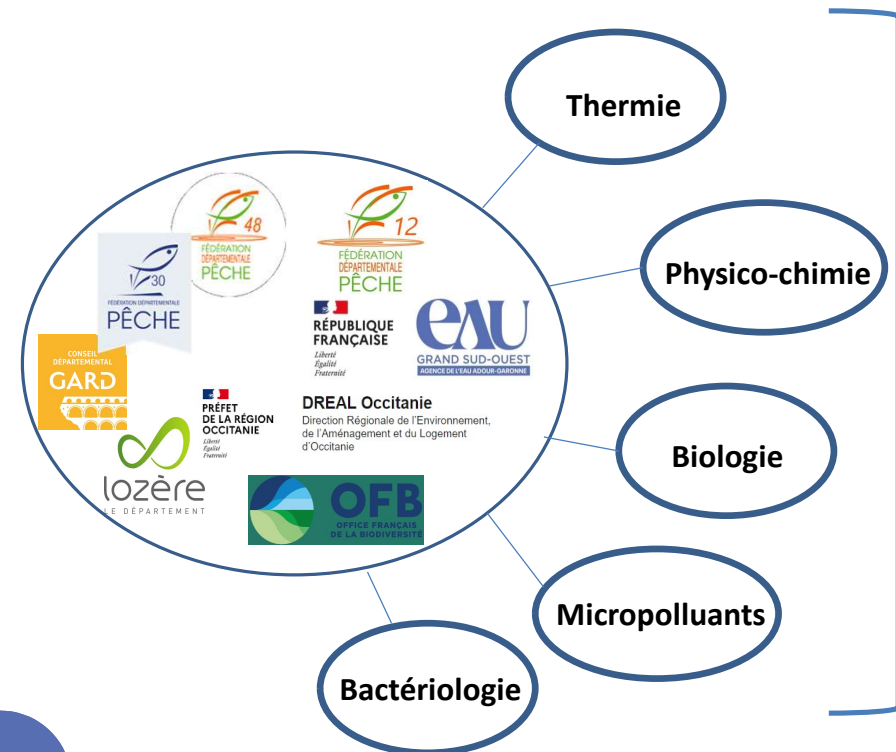 Thermie
48
FÉDÉRATION
DÉPARTEMENTALE
PÊCHE
12
FÉDÉRATION
DÉPARTEMENTALE
PÊCHE
30
FÉDÉRATION DÉPARTEMENTALE
PÊCHE
Physico-chimie
RÉPUBLIQUE
FRANÇAISE
Liberté
Égalité
Fraternité
eAU
GRAND SUD-OUEST
AGENCE DE L'EAU ADOUR-GARONNE
CONSEIL
DÉPARTEMENTAL
GARD
PRÉFET
DE LA RÉGION
OCCITANIE
Liberté
Égalité
Fraternité
DREAL Occitanie
Direction Régionale de l'Environnement,
de l'Aménagement et du Logement
d'Occitanie
Biologie
lozère
LE DÉPARTEMENT
OFB
OFFICE FRANÇAIS
DE LA BIODIVERSITÉ
Micropolluants
Bactériologie